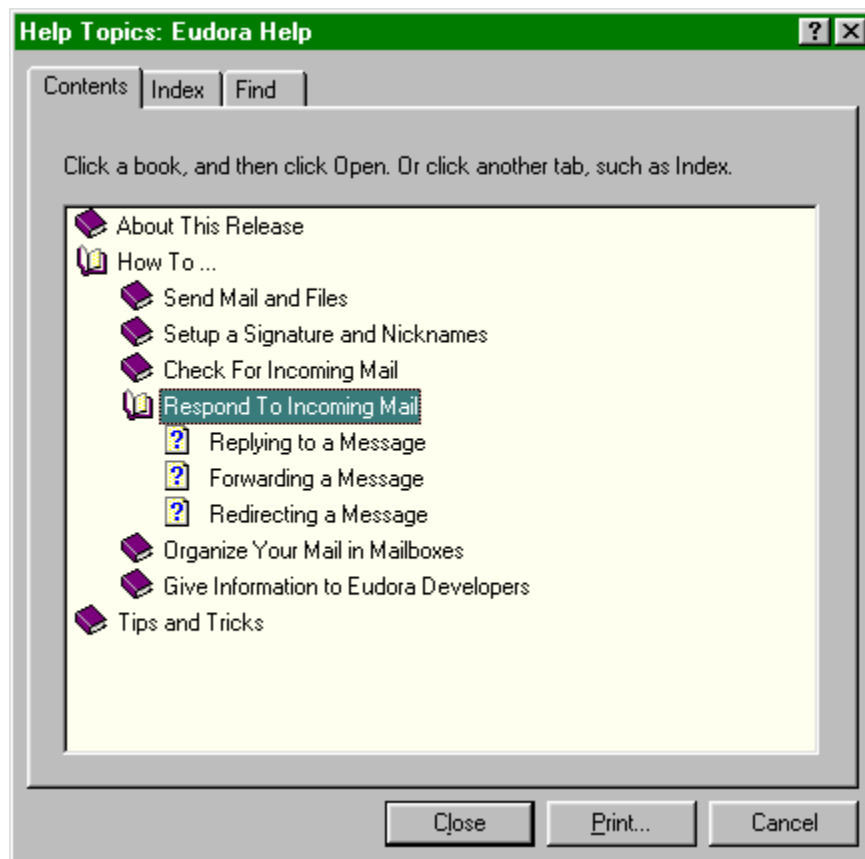 Help Topics: Eudora Help
Contents Index Find
Click a book, and then click Open. Or click another tab, such as Index.
About This Release
How To ...
Send Mail and Files
Setup a Signature and Nicknames
Check For Incoming Mail
Respond To Incoming Mail
Replying to a Message
Forwarding a Message
Redirecting a Message
Organize Your Mail in Mailboxes
Give Information to Eudora Developers
Tips and Tricks
Close Print... Cancel